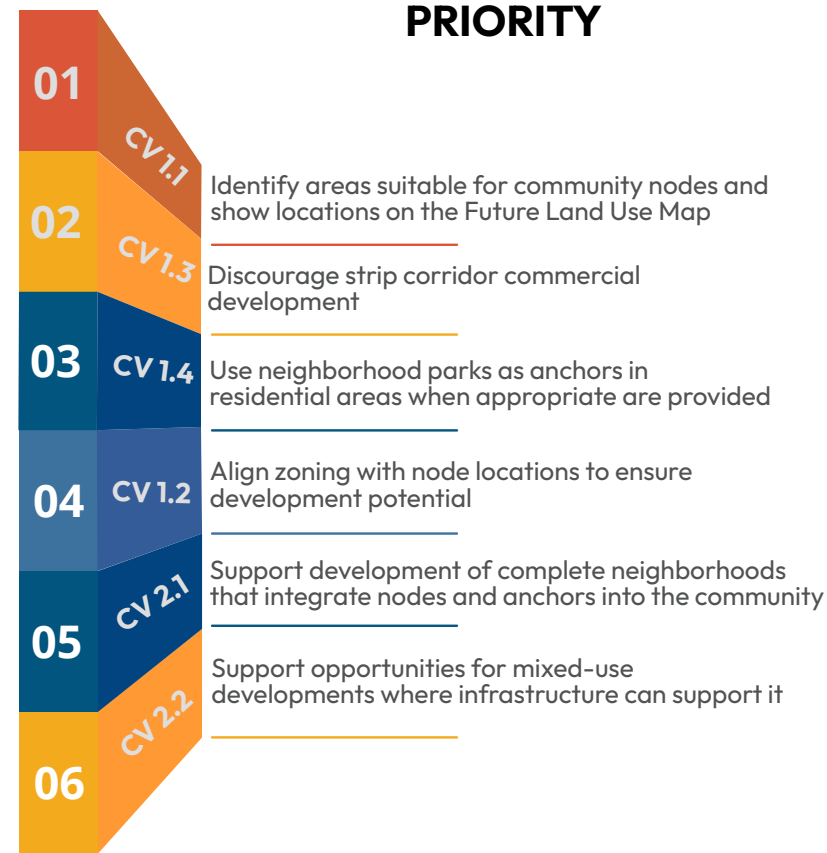 PRIORITY
01
CV 1.1
Identify areas suitable for community nodes and
show locations on the Future Land Use Map
02
CV 1.3
Discourage strip corridor commercial
development
03
CV 1.4
Use neighborhood parks as anchors in
residential areas when appropriate are provided
04
CV 1.2
Align zoning with node locations to ensure
development potential
05
CV 2.1
Support development of complete neighborhoods
that integrate nodes and anchors into the community
06
CV 2.2
Support opportunities for mixed-use
developments where infrastructure can support it